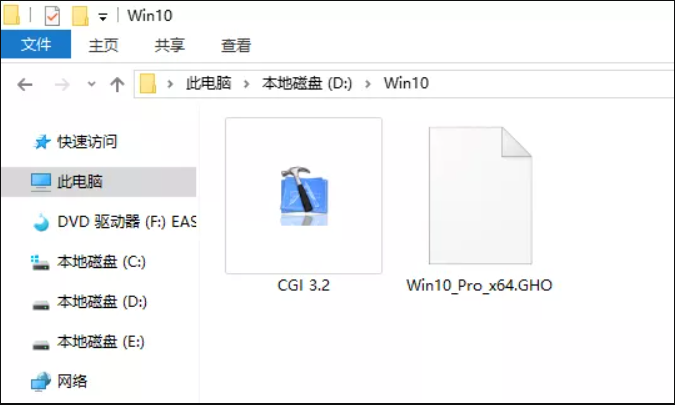 Win10
文件 主页 共享 查看
此电脑 本地磁盘 (D:) Win10
快速访问
此电脑
DVD 驱动器 (F:) EAS
本地磁盘 (C:)
本地磁盘 (D:)
本地磁盘 (E:)
网络
CGI 3.2
Win10_Pro_x64.GHO